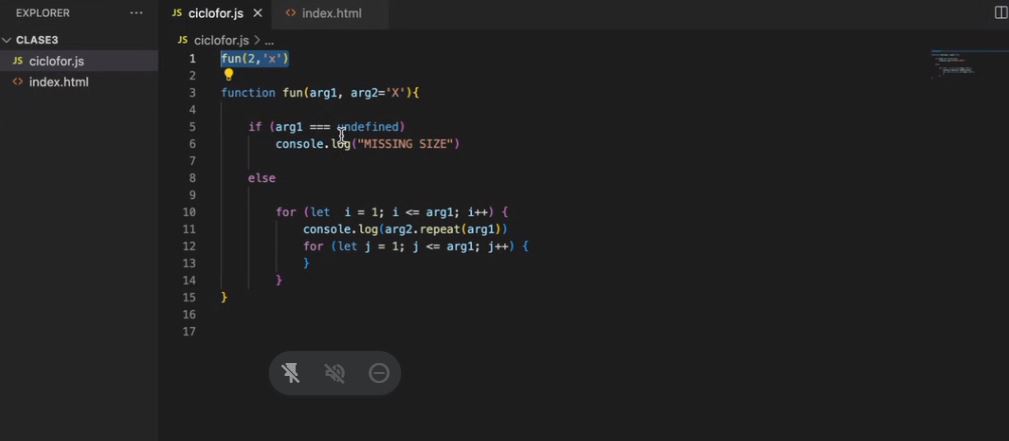 EXPLORER ...
JS ciclofor.js × <> index.html
CLASE3
JS ciclofor.js
<> index.html
JS ciclofor.js > ...
1 fun(2,'x')
2
3 function fun(arg1, arg2='X'){
4
5 if (arg1 === undefined)
6 console.log("MISSING SIZE")
7
8 else
9
10 for (let  i = 1; i <= arg1; i++) {
11 console.log(arg2.repeat(arg1))
12 for (let j = 1; j <= arg1; j++) {
13 }
14 }
15 }
16
17